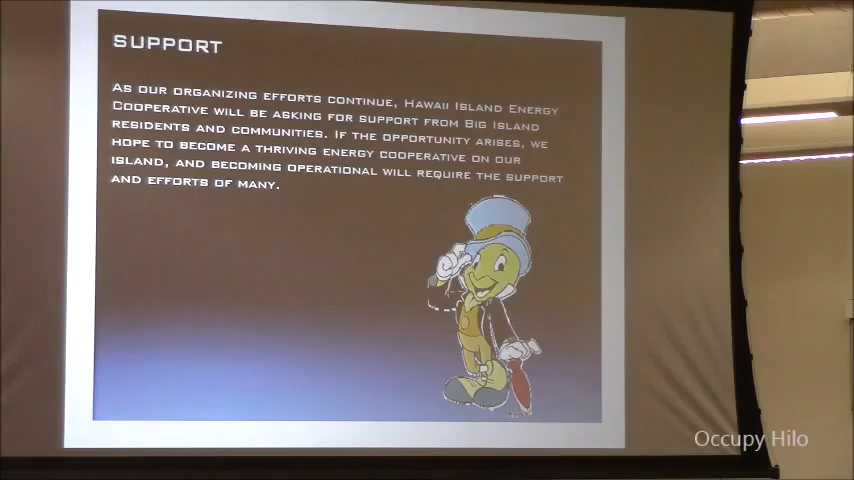 SUPPORT
AS OUR ORGANIZING EFFORTS CONTINUE, HAWAII ISLAND ENERGY
COOPERATIVE WILL BE ASKING FOR SUPPORT FROM BIG ISLAND
RESIDENTS AND COMMUNITIES. IF THE OPPORTUNITY ARISES, WE
HOPE TO BECOME A THRIVING ENERGY COOPERATIVE ON OUR
ISLAND, AND BECOMING OPERATIONAL WILL REQUIRE THE SUPPORT
AND EFFORTS OF MANY.
Occupy Hilo